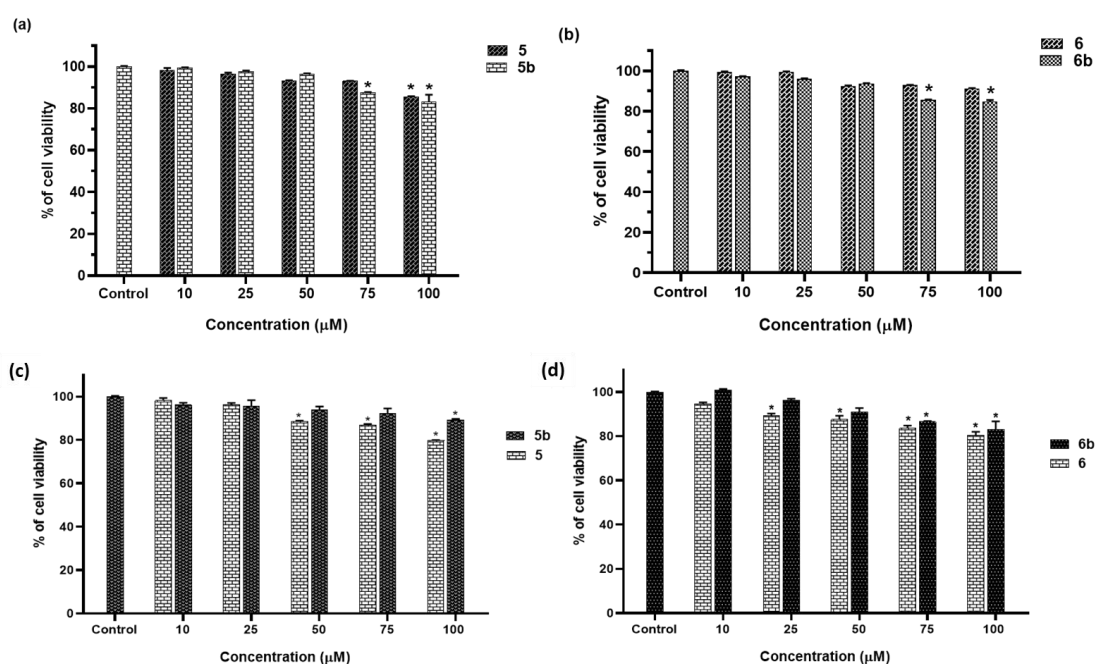 (a)
5
5b
% of cell viability
100
80
60
40
20
0
* * *
Control 10 25 50 75 100
Concentration (μM)
(b)
6
6b
% of cell viability
100
80
60
40
20
0
* *
Control 10 25 50 75 100
Concentration (μM)
(c)
5b
5
% of cell viability
100
80
60
40
20
0
* * * *
Control 10 25 50 75 100
Concentration (μM)
(d)
6b
6
% of cell viability
100
80
60
40
20
0
* * * * * *
Control 10 25 50 75 100
Concentration (μM)